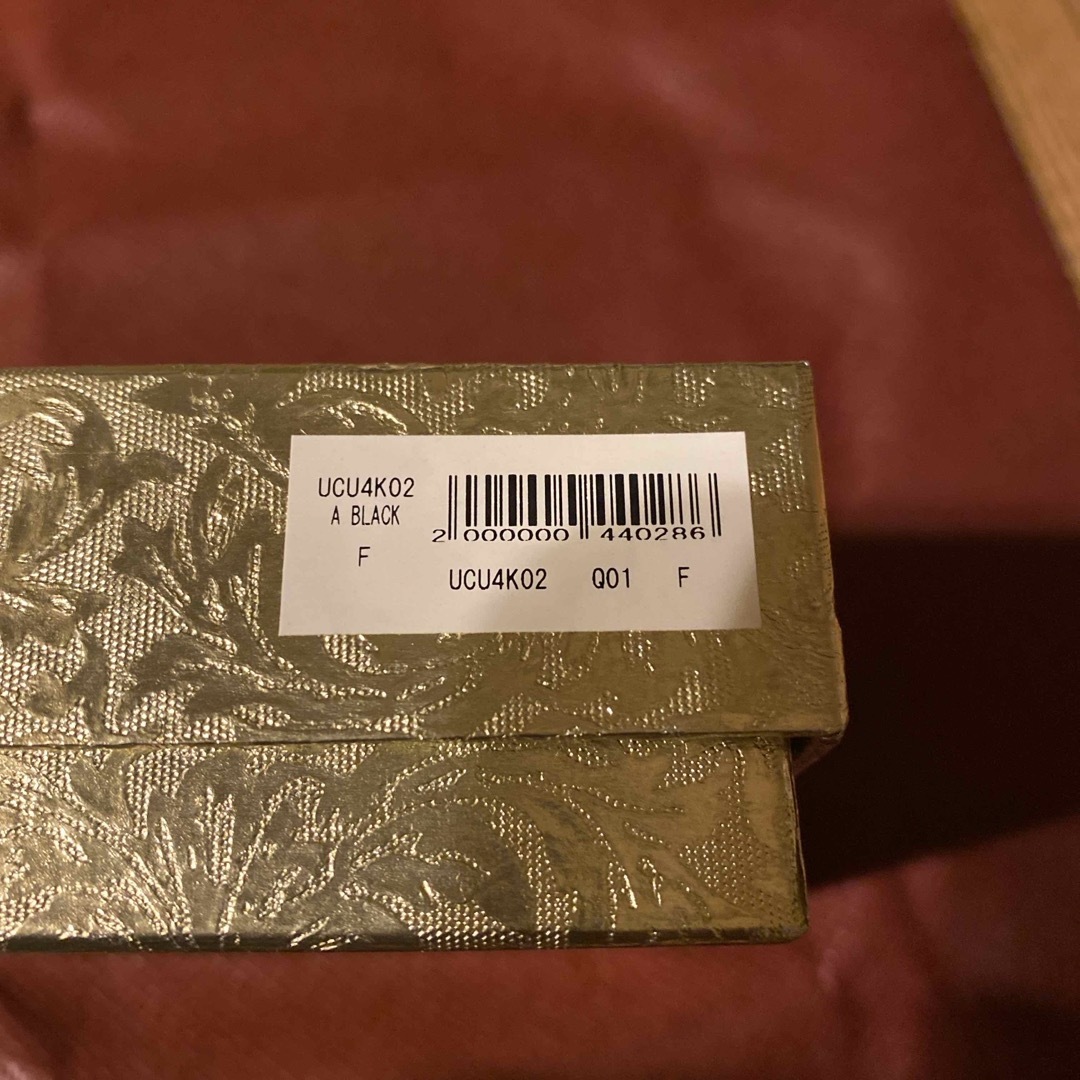 UCU4K02
A BLACK
F
2 000000 440286
UCU4K02 Q01 F